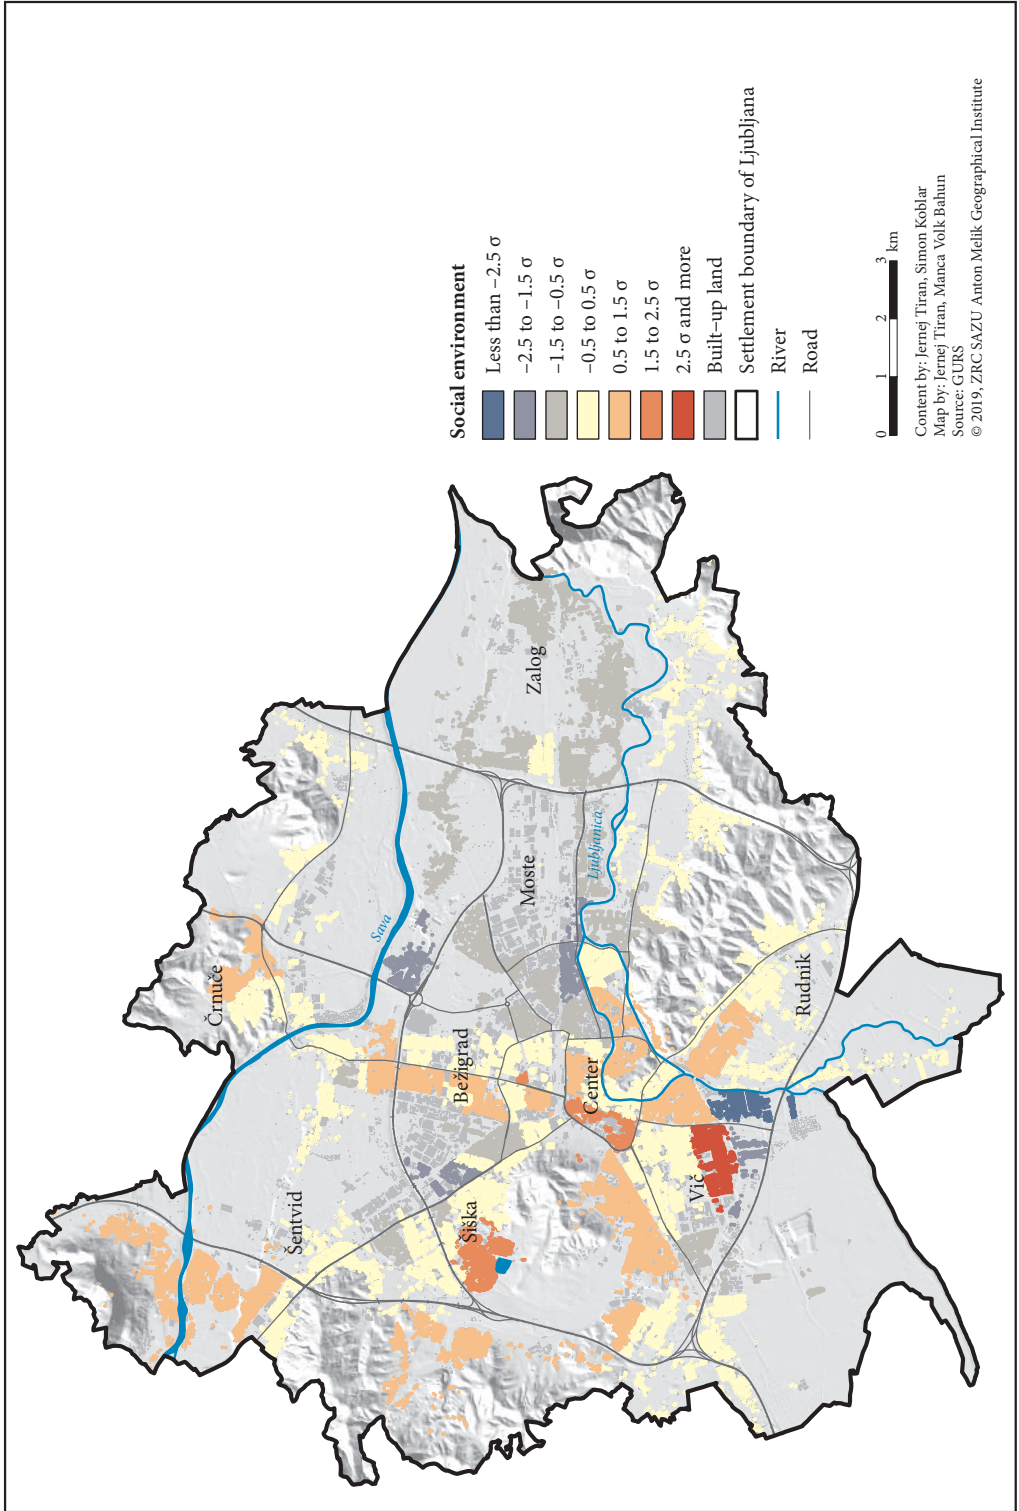 Social environment
Less than −2.5 σ
−2.5 to −1.5 σ
−1.5 to −0.5 σ
−0.5 to 0.5 σ
0.5 to 1.5 σ
1.5 to 2.5 σ
2.5 σ and more
Built–up land
Settlement boundary of Ljubljana
River
Road
0 1 2 3 km
Content by: Jernej Tiran, Simon Koblar
Map by: Jernej Tiran, Manca Volk Bahun
Source: GURS
© 2019, ZRC SAZU Anton Melik Geographical Institute
Črnuče
Sava
Šentvid
Bežigrad
Šiška
Moste
Zalog
Ljubljanica
Center
Vič
Rudnik